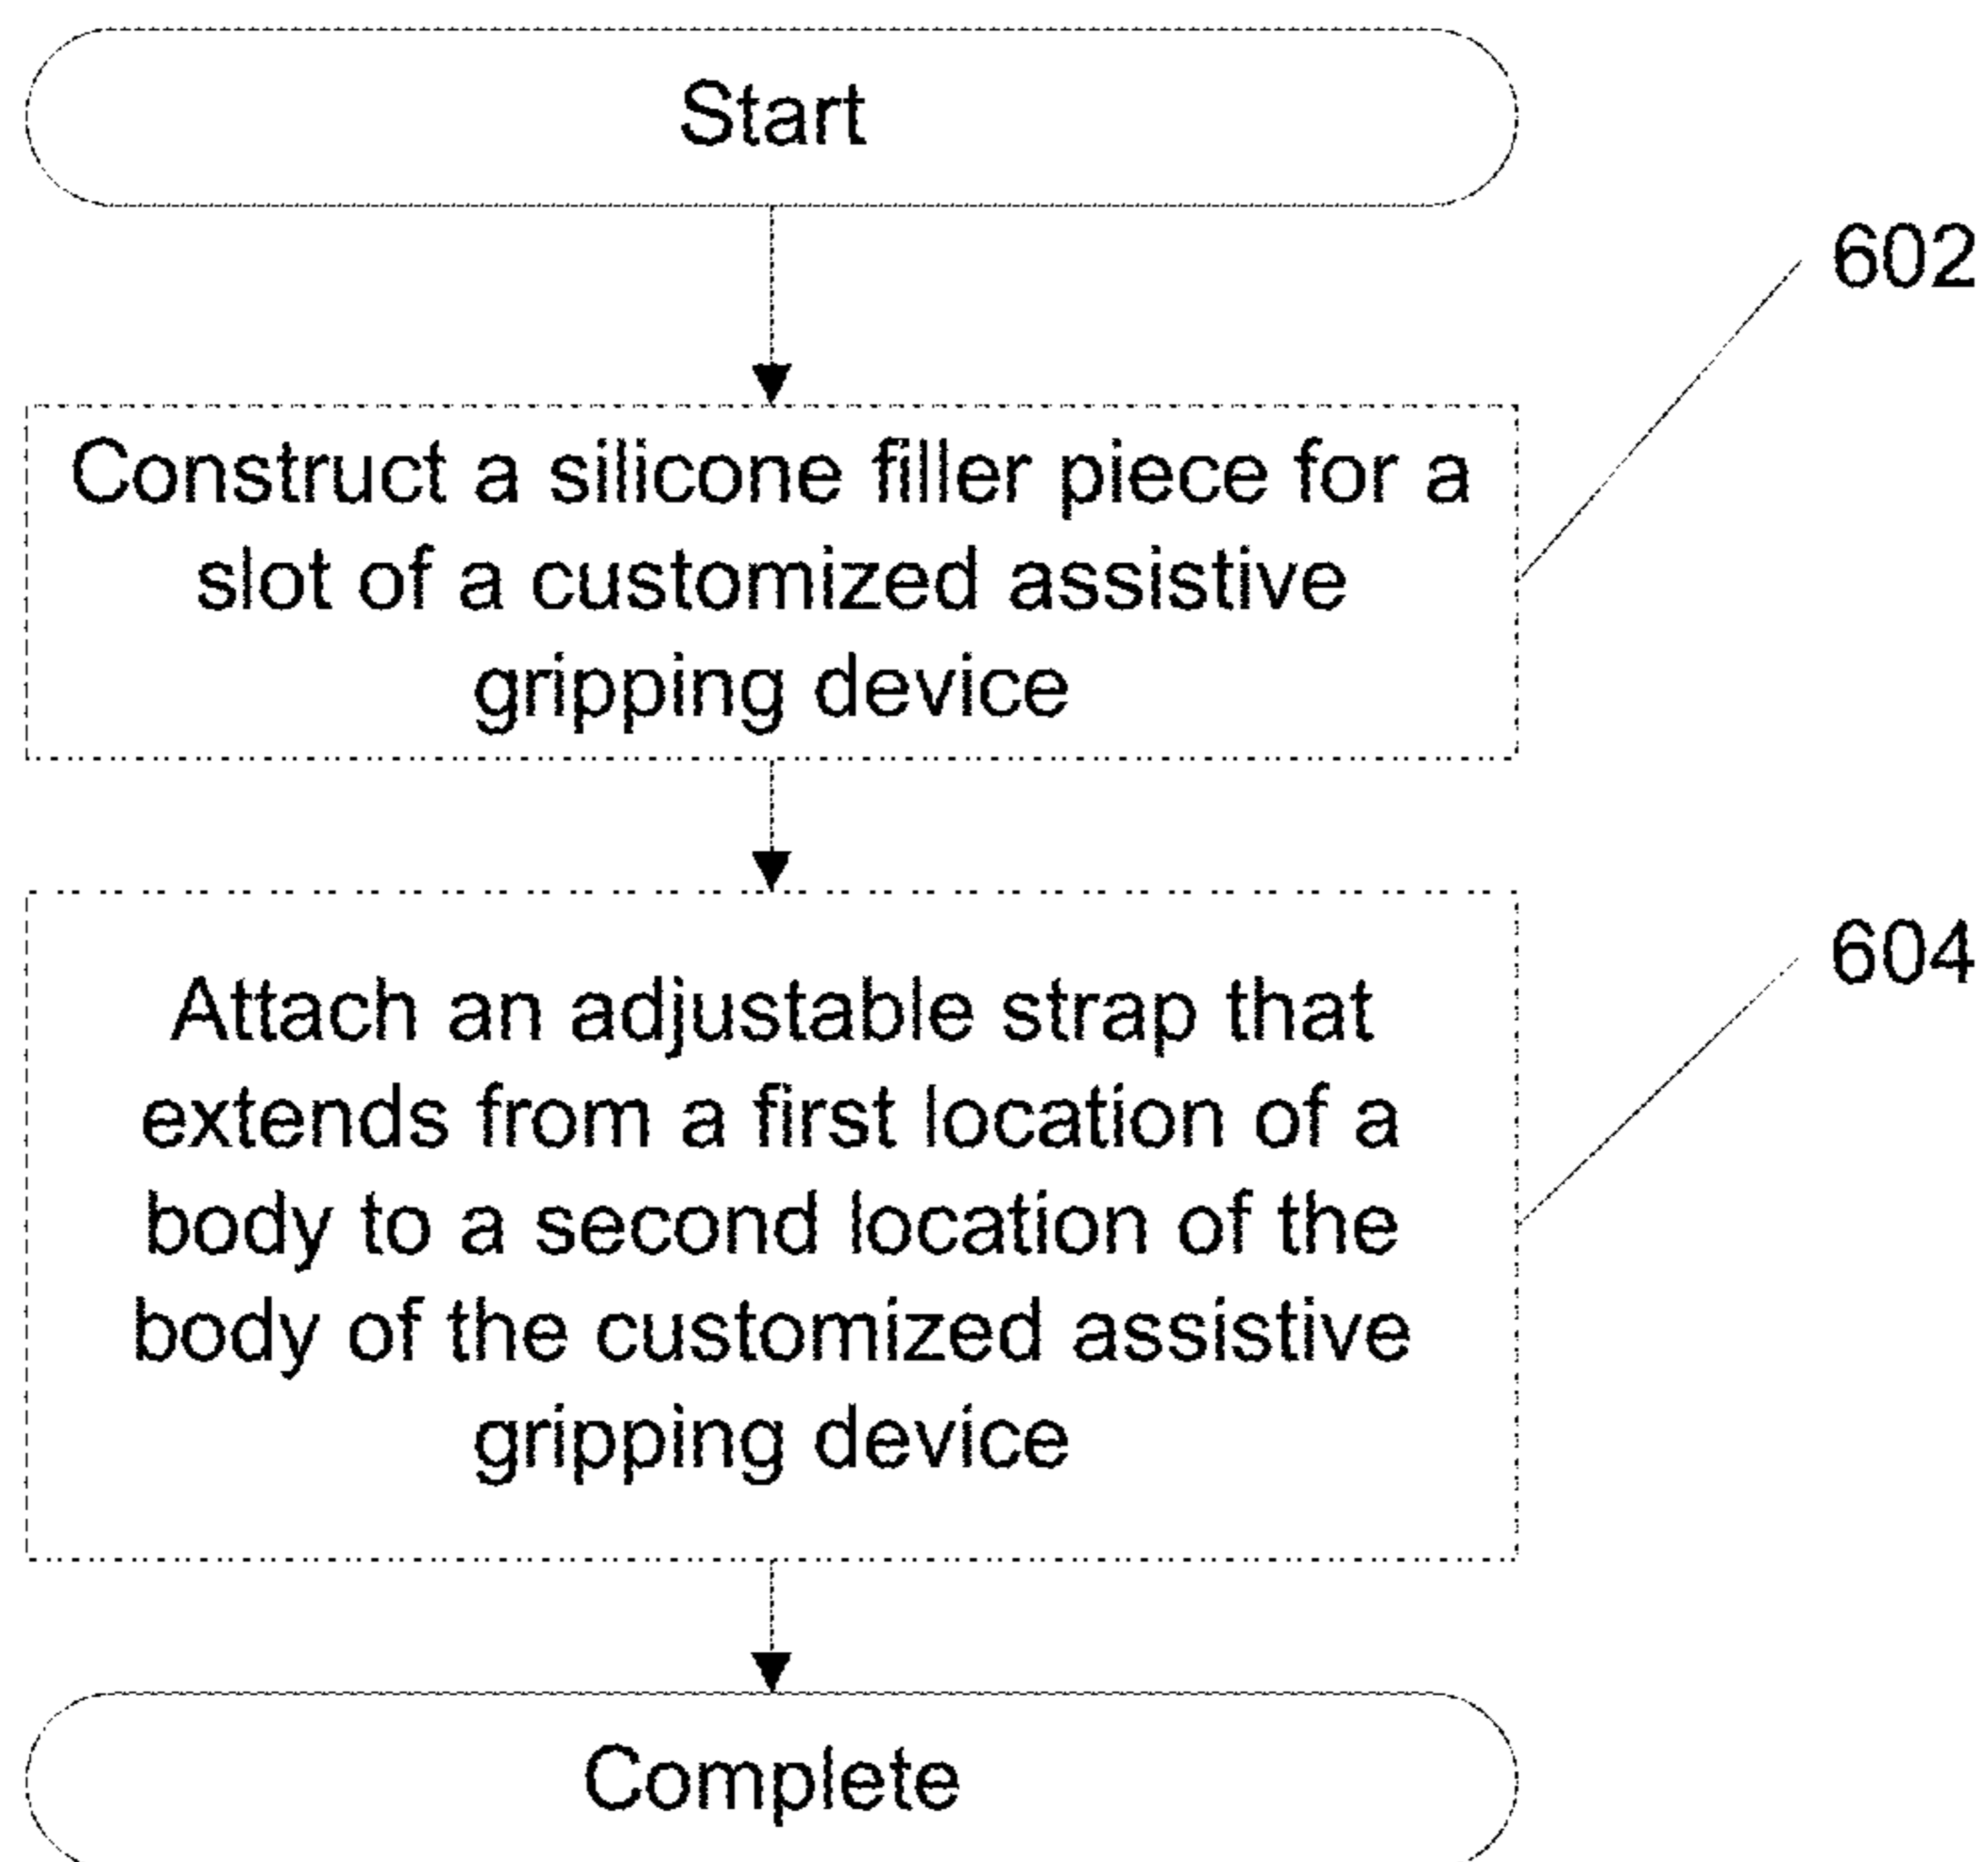 Start
602
Construct a silicone filler piece for a
slot of a customized assistive
gripping device
604
Attach an adjustable strap that
extends from a first location of a
body to a second location of the
body of the customized assistive
gripping device
Complete